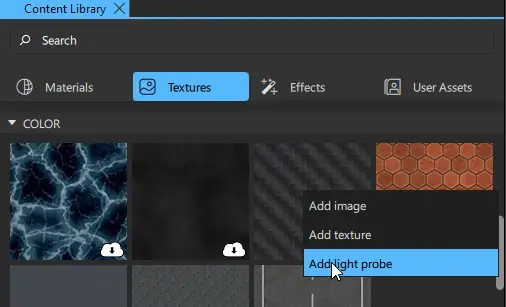 Content Library
Search
Materials
Textures
Effects
User Assets
COLOR
Add image
Add texture
Add light probe